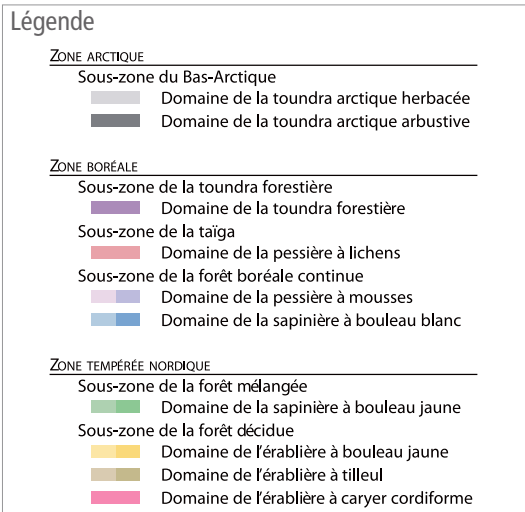 Légende
ZONE ARCTIQUE
Sous-zone du Bas-Arctique
Domaine de la toundra arctique herbacée
Domaine de la toundra arctique arbustive
ZONE BORÉALE
Sous-zone de la toundra forestière
Domaine de la toundra forestière
Sous-zone de la taïga
Domaine de la pessière à lichens
Sous-zone de la forêt boréale continue
Domaine de la pessière à mousses
Domaine de la sapinière à bouleau blanc
ZONE TEMPÉRÉE NORDIQUE
Sous-zone de la forêt mélangée
Domaine de la sapinière à bouleau jaune
Sous-zone de la forêt décidue
Domaine de l'érablière à bouleau jaune
Domaine de l'érablière à tilleul
Domaine de l'érablière à caryer cordiforme